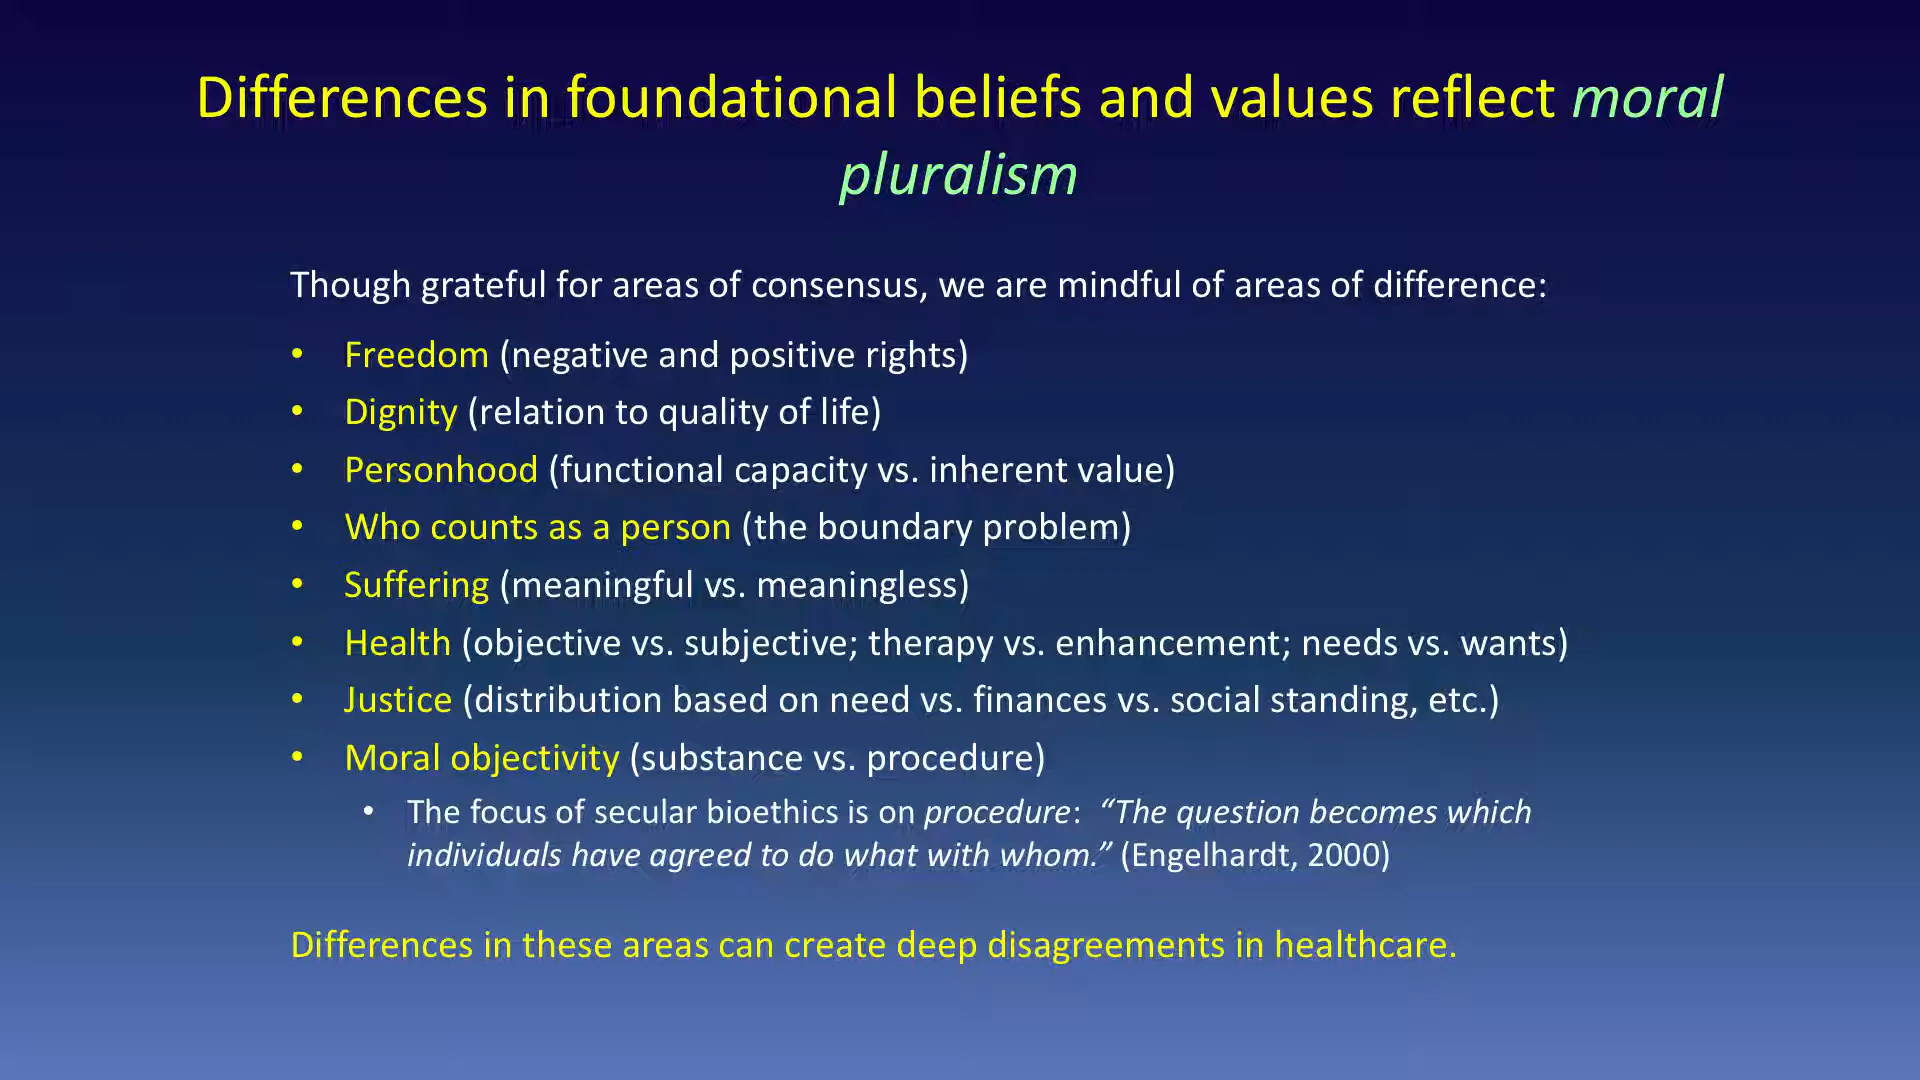 Differences in foundational beliefs and values reflect moral
pluralism
Though grateful for areas of consensus, we are mindful of areas of difference:
• Freedom (negative and positive rights)
• Dignity (relation to quality of life)
• Personhood (functional capacity vs. inherent value)
• Who counts as a person (the boundary problem)
• Suffering (meaningful vs. meaningless)
• Health (objective vs. subjective; therapy vs. enhancement; needs vs. wants)
• Justice (distribution based on need vs. finances vs. social standing, etc.)
• Moral objectivity (substance vs. procedure)
• The focus of secular bioethics is on procedure: “The question becomes which
individuals have agreed to do what with whom.” (Engelhardt, 2000)
Differences in these areas can create deep disagreements in healthcare.